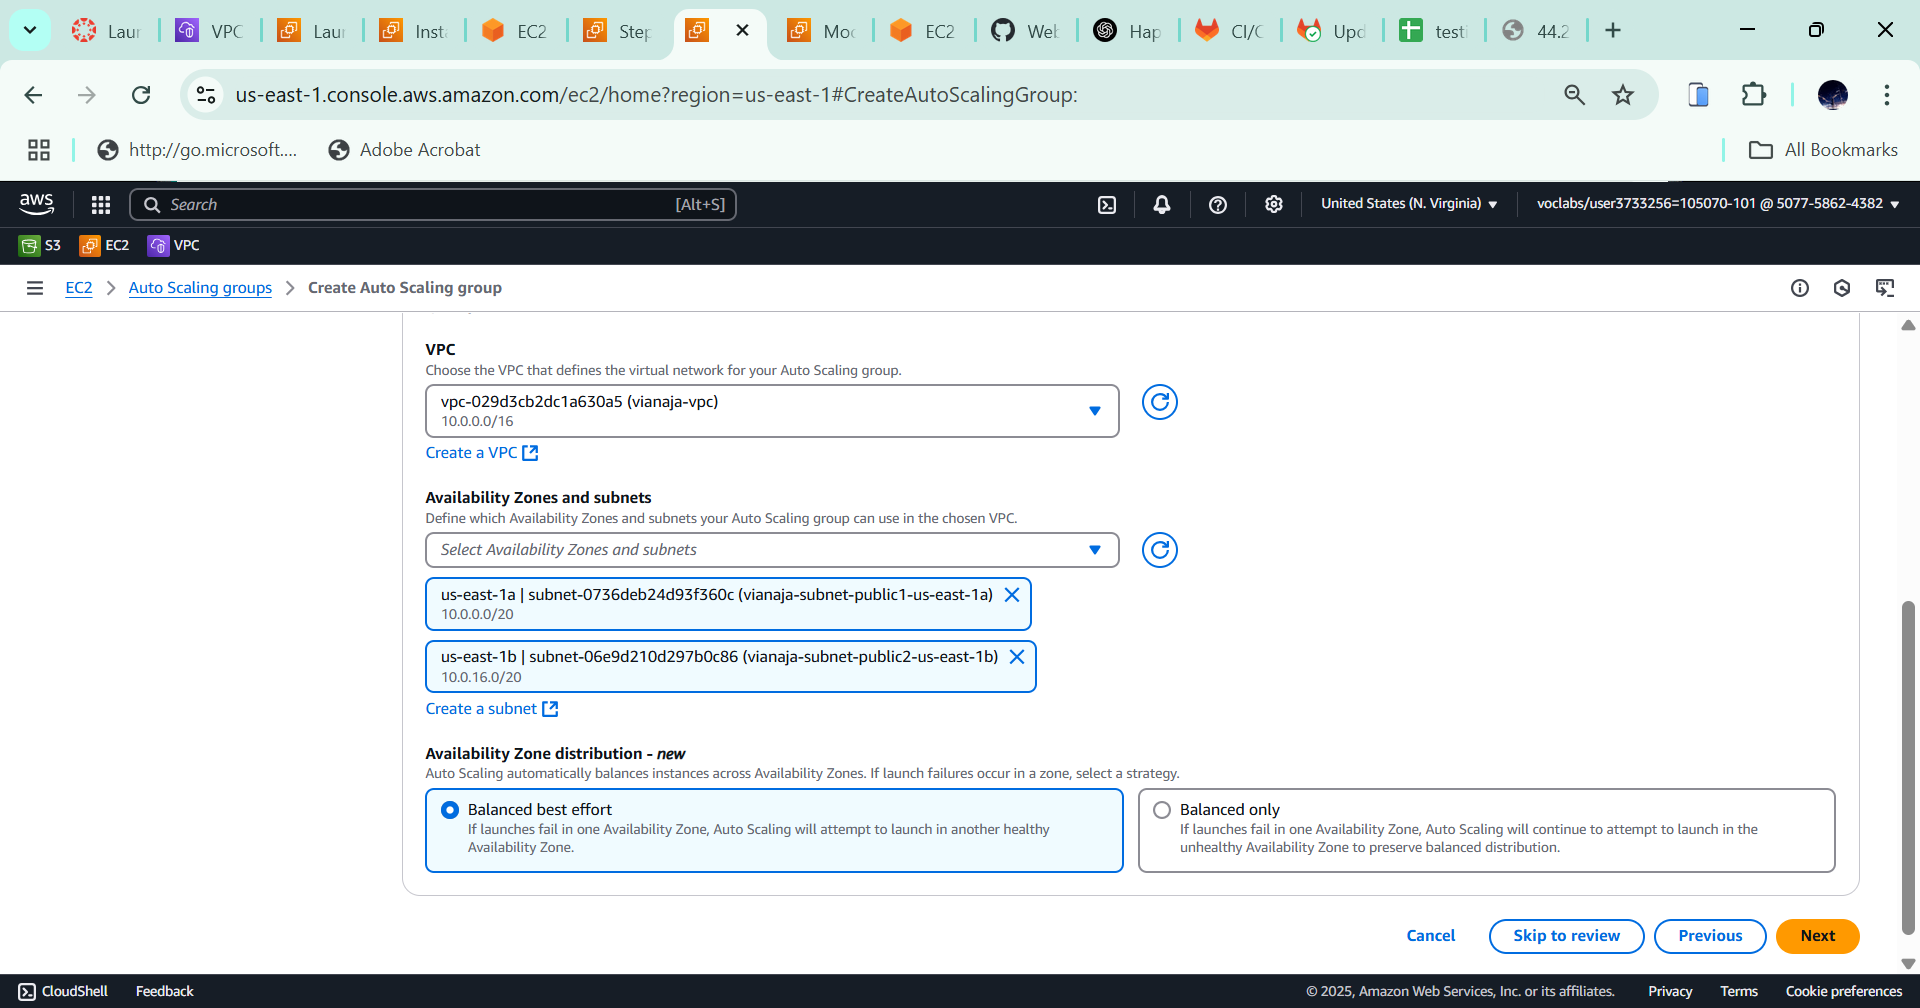 Laun
VPC
Laun
Insta
EC2
Step
Mod
EC2
Web
Hap
CI/C
Upd
testi
44.2
us-east-1.console.aws.amazon.com/ec2/home?region=us-east-1#CreateAutoScalingGroup:
http://go.microsoft....
Adobe Acrobat
All Bookmarks
aws
Search
[Alt+S]
United States (N. Virginia)
voclabs/user3733256=105070-101 @ 5077-5862-4382
S3
EC2
VPC
EC2
Auto Scaling groups
Create Auto Scaling group
VPC
Choose the VPC that defines the virtual network for your Auto Scaling group.
vpc-029d3cb2dc1a630a5 (vianaja-vpc)
10.0.0.0/16
Create a VPC
Availability Zones and subnets
Define which Availability Zones and subnets your Auto Scaling group can use in the chosen VPC.
Select Availability Zones and subnets
us-east-1a | subnet-0736deb24d93f360c (vianaja-subnet-public1-us-east-1a)
10.0.0.0/20
us-east-1b | subnet-06e9d210d297b0c86 (vianaja-subnet-public2-us-east-1b)
10.0.16.0/20
Create a subnet
Availability Zone distribution - new
Auto Scaling automatically balances instances across Availability Zones. If launch failures occur in a zone, select a strategy.
Balanced best effort
If launches fail in one Availability Zone, Auto Scaling will attempt to launch in another healthy
Availability Zone.
Balanced only
If launches fail in one Availability Zone, Auto Scaling will continue to attempt to launch in the
unhealthy Availability Zone to preserve balanced distribution.
Cancel
Skip to review
Previous
Next
CloudShell
Feedback
© 2025, Amazon Web Services, Inc. or its affiliates.
Privacy
Terms
Cookie preferences